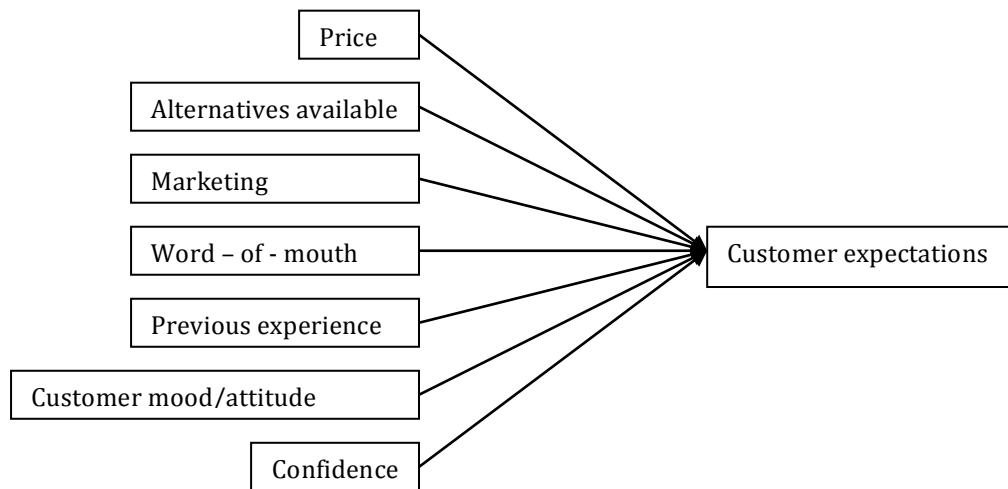 Price
Alternatives available
Marketing
Word – of - mouth
Customer expectations
Previous experience
Customer mood/attitude
Confidence